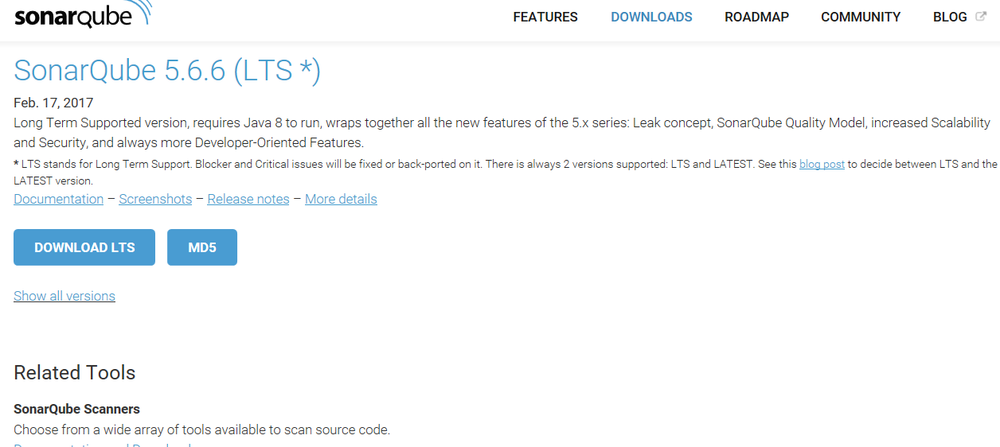 sonarqube
FEATURES DOWNLOADS ROADMAP COMMUNITY BLOG
SonarQube 5.6.6 (LTS *)
Feb. 17, 2017
Long Term Supported version, requires Java 8 to run, wraps together all the new features of the 5.x series: Leak concept, SonarQube Quality Model, increased Scalability
and Security, and always more Developer-Oriented Features.
* LTS stands for Long Term Support. Blocker and Critical issues will be fixed or back-ported on it. There is always 2 versions supported: LTS and LATEST. See this blog post to decide between LTS and the
LATEST version.
Documentation – Screenshots – Release notes – More details
DOWNLOAD LTS MD5
Show all versions
Related Tools
SonarQube Scanners
Choose from a wide array of tools available to scan source code.